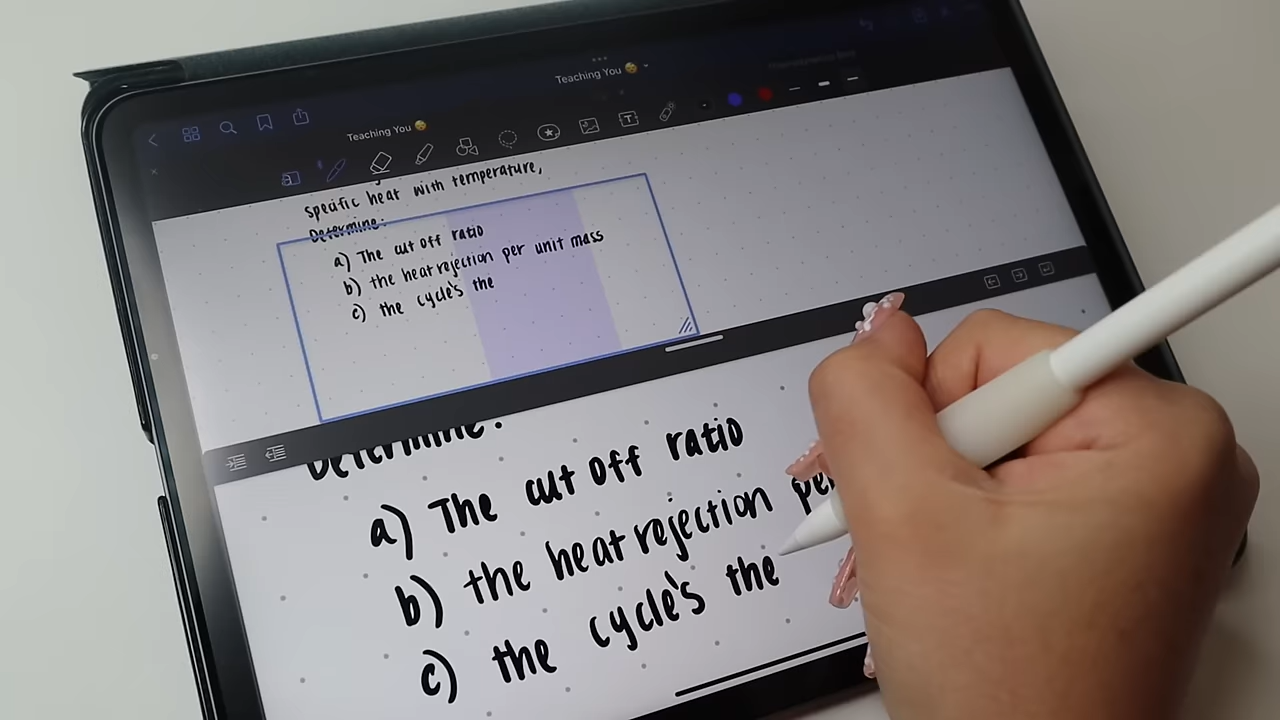 Teaching You
Teaching You
specific heat with temperature,
Determine:
a) The cut off ratio
b) the heat rejection per unit mass
c) the cycle's the
Determine:
a) The cut off ratio
b) the heat rejection per
c) the cycle's the